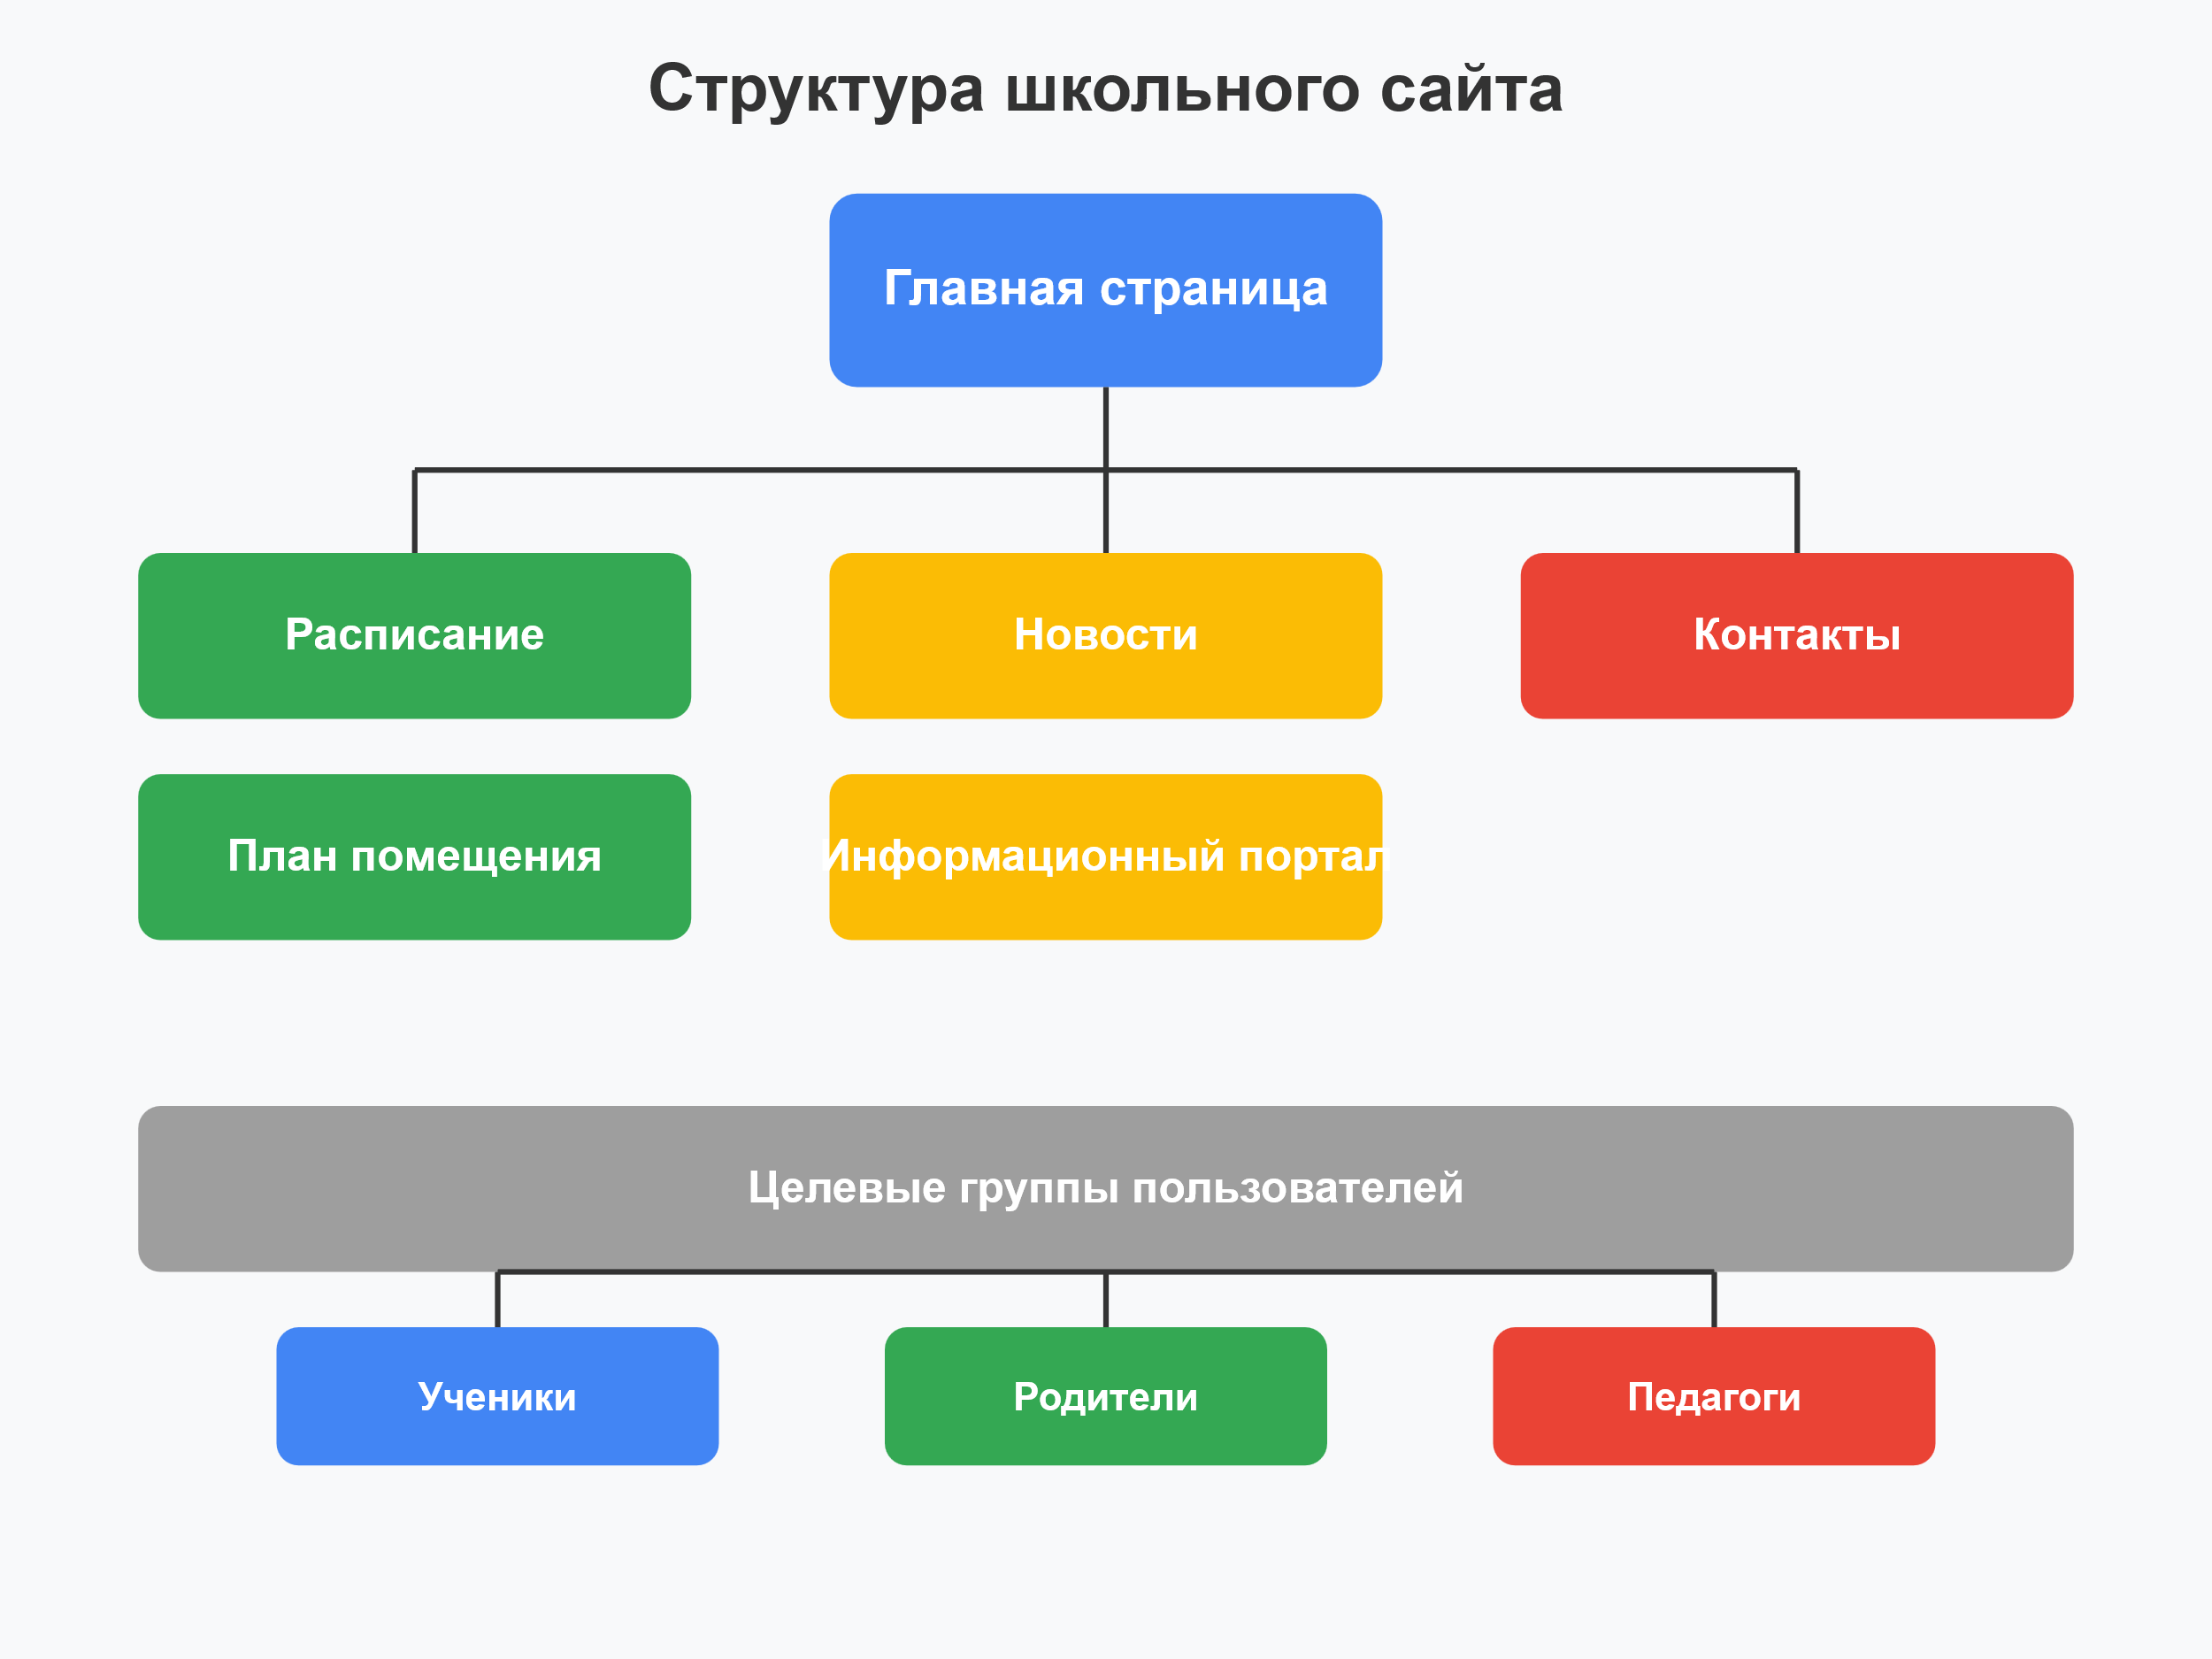 Структура школьного сайта
Главная страница
Расписание
Новости
Контакты
План помещения
Информационный портал
Целевые группы пользователей
Ученики
Родители
Педагоги